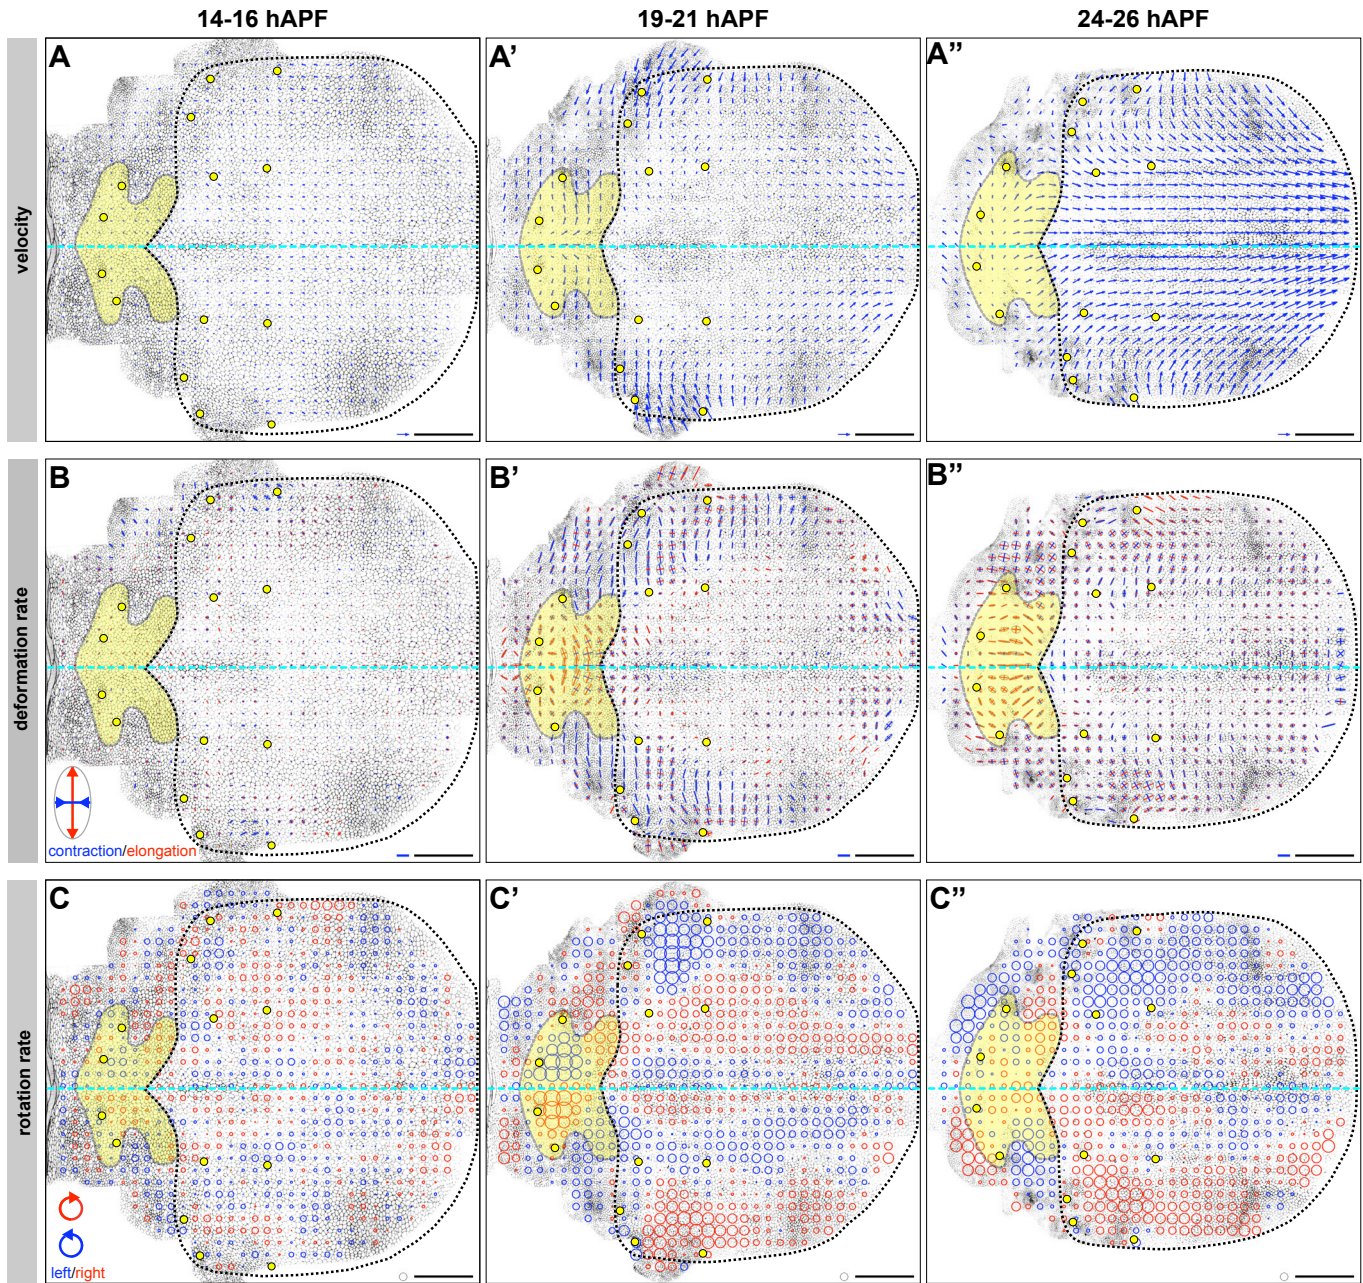 14-16 hAPF
19-21 hAPF
24-26 hAPF
velocity
A
A'
A''
deformation rate
B
B'
B''
contraction/elongation
rotation rate
C
C'
C''
left/right